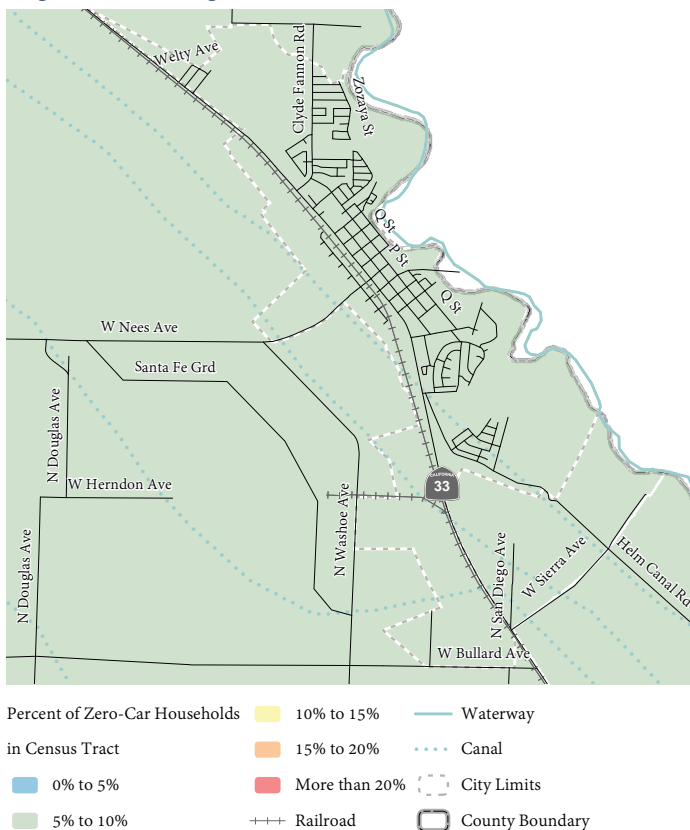 Welty Ave
Clyde Fannon Rd
Zozaya St
Q St
P St
Q St
W Nees Ave
Santa Fe Grd
N Douglas Ave
W Herndon Ave
N Washoe Ave
CALIFORNIA
33
N Douglas Ave
N San Diego Ave
W Sierra Ave
Helm Canal Rd
W Bullard Ave
Percent of Zero-Car Households
in Census Tract
0% to 5%
5% to 10%
10% to 15%
15% to 20%
More than 20%
Railroad
Waterway
Canal
City Limits
County Boundary